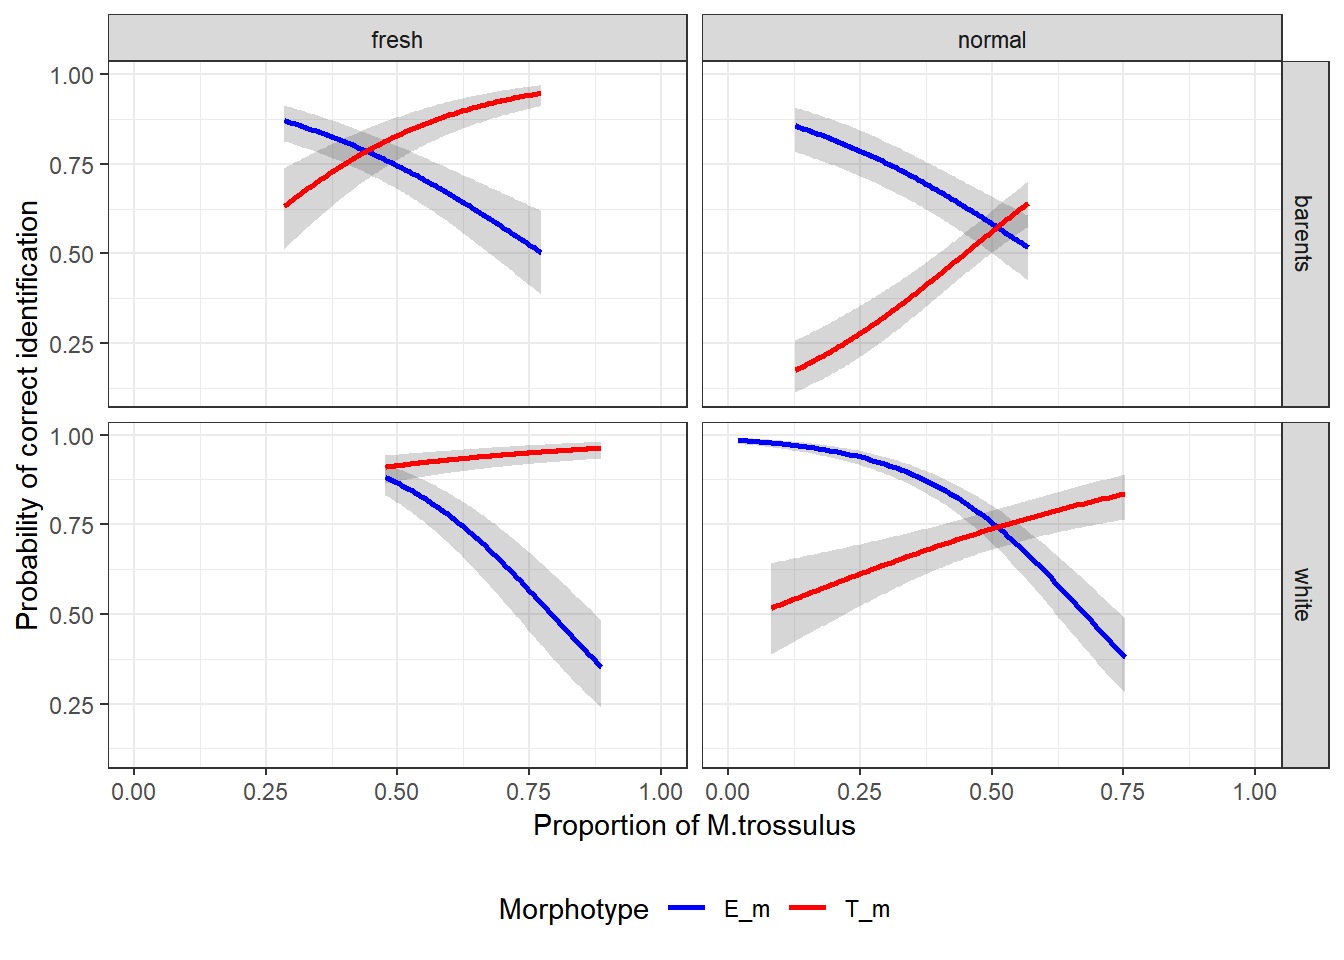 fresh
normal
1.00
0.75
0.50
0.25
barents
1.00
0.75
0.50
0.25
white
Probability of correct identification
0.00 0.25 0.50 0.75 1.00
0.00 0.25 0.50 0.75 1.00
Proportion of M.trossulus
Morphotype E_m T_m